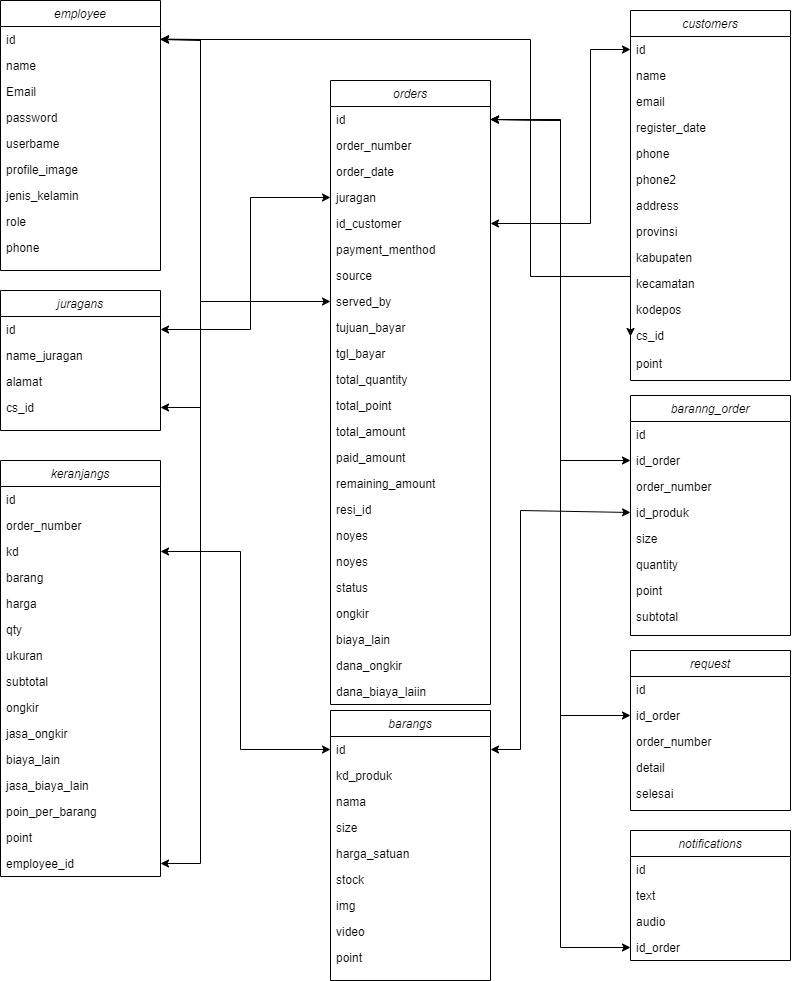 employee
id
name
Email
password
userbame
profile_image
jenis_kelamin
role
phone
juragans
id
name_juragan
alamat
cs_id
keranjangs
id
order_number
kd
barang
harga
qty
ukuran
subtotal
ongkir
jasa_ongkir
biaya_lain
jasa_biaya_lain
poin_per_barang
point
employee_id
orders
id
order_number
order_date
juragan
id_customer
payment_menthod
source
served_by
tujuan_bayar
tgl_bayar
total_quantity
total_point
total_amount
paid_amount
remaining_amount
resi_id
noyes
noyes
status
ongkir
biaya_lain
dana_ongkir
dana_biaya_laiin
barangs
id
kd_produk
nama
size
harga_satuan
stock
img
video
point
customers
id
name
email
register_date
phone
phone2
address
provinsi
kabupaten
kecamatan
kodepos
cs_id
point
baranng_order
id
id_order
order_number
id_produk
size
quantity
point
subtotal
request
id
id_order
order_number
detail
selesai
notifications
id
text
audio
id_order